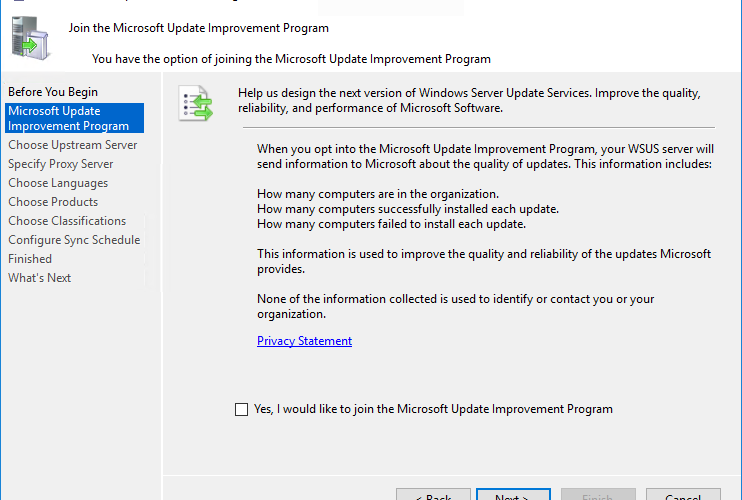 Join the Microsoft Update Improvement Program
You have the option of joining the Microsoft Update Improvement Program
Before You Begin
Microsoft Update
Improvement Program
Choose Upstream Server
Specify Proxy Server
Choose Languages
Choose Products
Choose Classifications
Configure Sync Schedule
Finished
What's Next
Help us design the next version of Windows Server Update Services. Improve the quality,
reliability, and performance of Microsoft Software.
When you opt into the Microsoft Update Improvement Program, your WSUS server will
send information to Microsoft about the quality of updates. This information includes:
How many computers are in the organization.
How many computers successfully installed each update.
How many computers failed to install each update.
This information is used to improve the quality and reliability of the updates Microsoft
provides.
None of the information collected is used to identify or contact you or your
organization.
Privacy Statement
Yes, I would like to join the Microsoft Update Improvement Program
< Back
Next >
Finish
Cancel